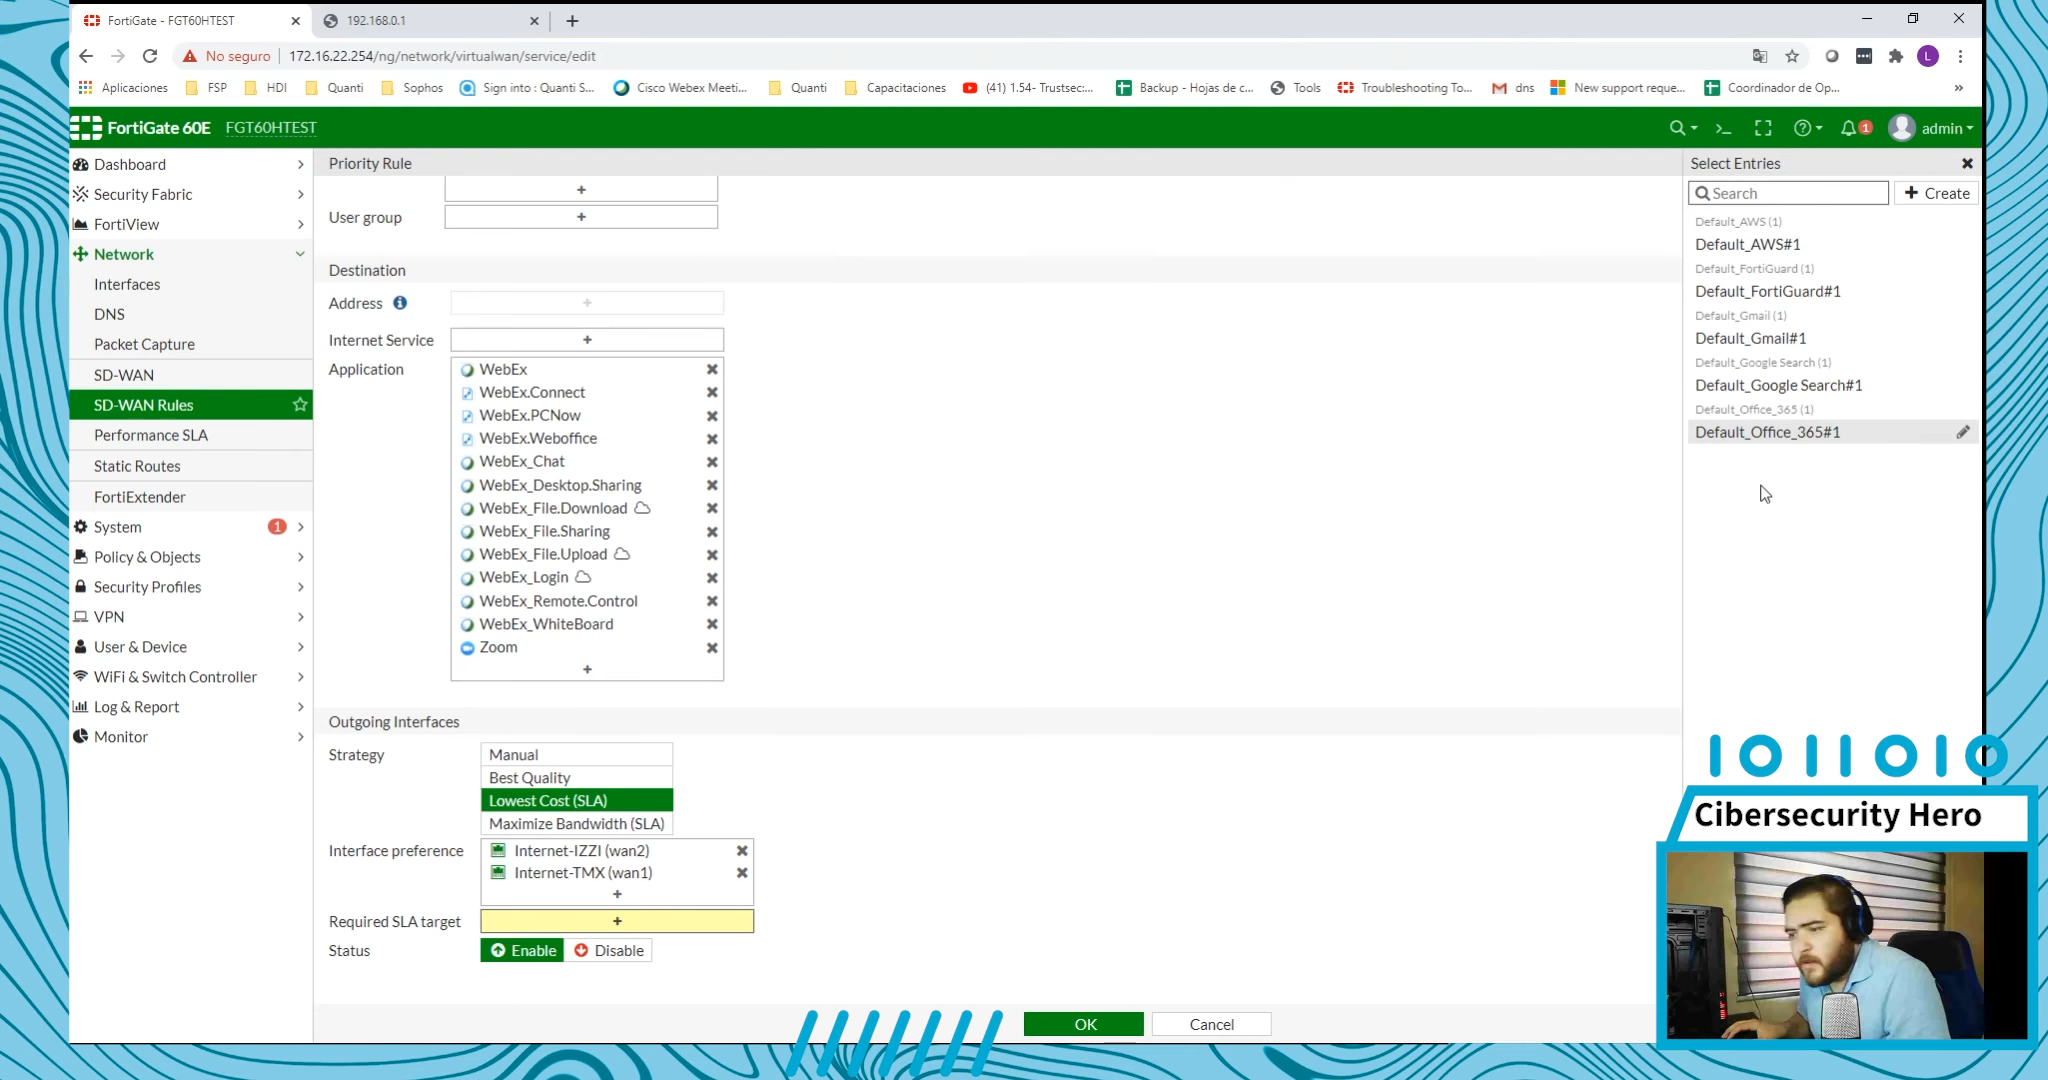 FortiGate - FGT60HTEST
192.168.0.1
No seguro
172.16.22.254/ng/network/virtualwan/service/edit
L
Aplicaciones
FSP
HDI
Quanti
Sophos
Sign into : Quanti S...
Cisco Webex Meeti...
Quanti
Capacitaciones
(41) 1.54- Trustsec:...
Backup - Hojas de c...
Tools
Troubleshooting To...
dns
New support reque...
Coordinador de Op...
FortiGate 60E
FGT60HTEST
1
admin
Dashboard
Security Fabric
FortiView
Network
Interfaces
DNS
Packet Capture
SD-WAN
SD-WAN Rules
Performance SLA
Static Routes
FortiExtender
System 1
Policy & Objects
Security Profiles
VPN
User & Device
WiFi & Switch Controller
Log & Report
Monitor
Priority Rule
User group
Destination
Address
Internet Service
Application
WebEx
WebEx.Connect
WebEx.PCNow
WebEx.Weboffice
WebEx_Chat
WebEx_Desktop.Sharing
WebEx_File.Download
WebEx_File.Sharing
WebEx_File.Upload
WebEx_Login
WebEx_Remote.Control
WebEx_WhiteBoard
Zoom
Outgoing Interfaces
Strategy
Manual
Best Quality
Lowest Cost (SLA)
Maximize Bandwidth (SLA)
Interface preference
Internet-IZZI (wan2)
Internet-TMX (wan1)
Required SLA target
Status
Enable
Disable
OK
Cancel
Select Entries
Search
Create
Default_AWS (1)
Default_AWS#1
Default_FortiGuard (1)
Default_FortiGuard#1
Default_Gmail (1)
Default_Gmail#1
Default_Google Search (1)
Default_Google Search#1
Default_Office_365 (1)
Default_Office_365#1
1011010
Cibersecurity Hero